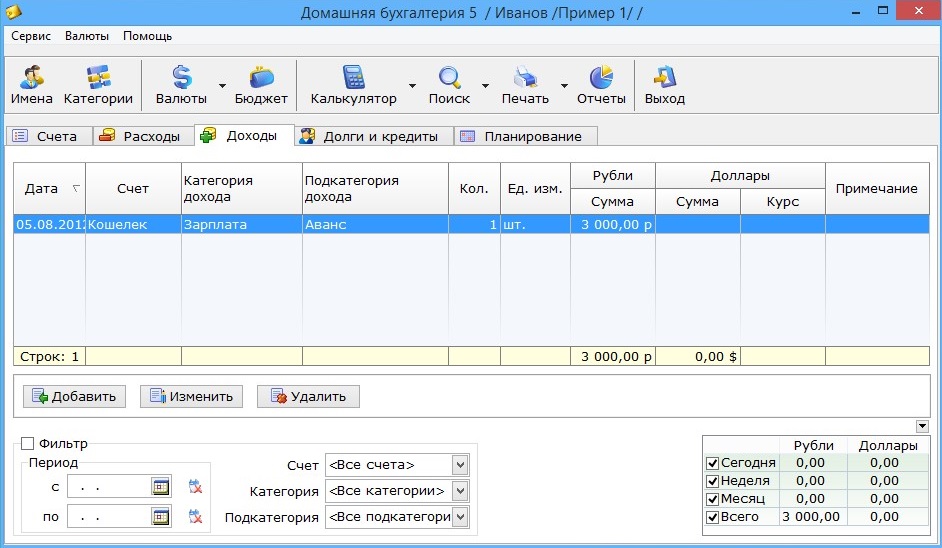 Домашняя бухгалтерия 5 / Иванов /Пример 1/ /
Сервис Валюты Помощь
Имена Категории Валюты Бюджет Калькулятор Поиск Печать Отчеты Выход
Счета Расходы Доходы Долги и кредиты Планирование
Дата Счет Категория дохода Подкатегория дохода Кол. Ед. изм. Рубли Доллары Примечание
Сумма Сумма Курс
05.08.201 Кошелек Зарплата Аванс 1 шт. 3 000,00 р
Строк: 1 3 000,00 р 0,00 $
Добавить Изменить Удалить
Фильтр
Период
с . .
по . .
Счет <Все счета>
Категория <Все категории>
Подкатегория <Все подкатегори
Рубли Доллары
Сегодня 0,00 0,00
Неделя 0,00 0,00
Месяц 0,00 0,00
Всего 3 000,00 0,00